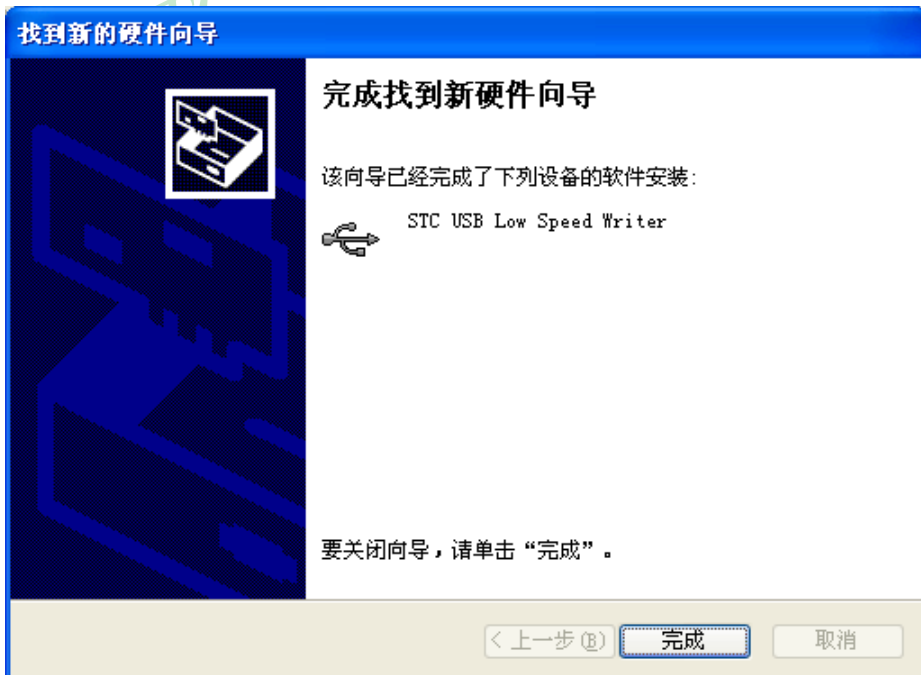 找到新的硬件向导
完成找到新硬件向导
该向导已经完成了下列设备的软件安装:
STC USB Low Speed Writer
要关闭向导，请单击“完成”。
< 上一步(B)
完成
取消